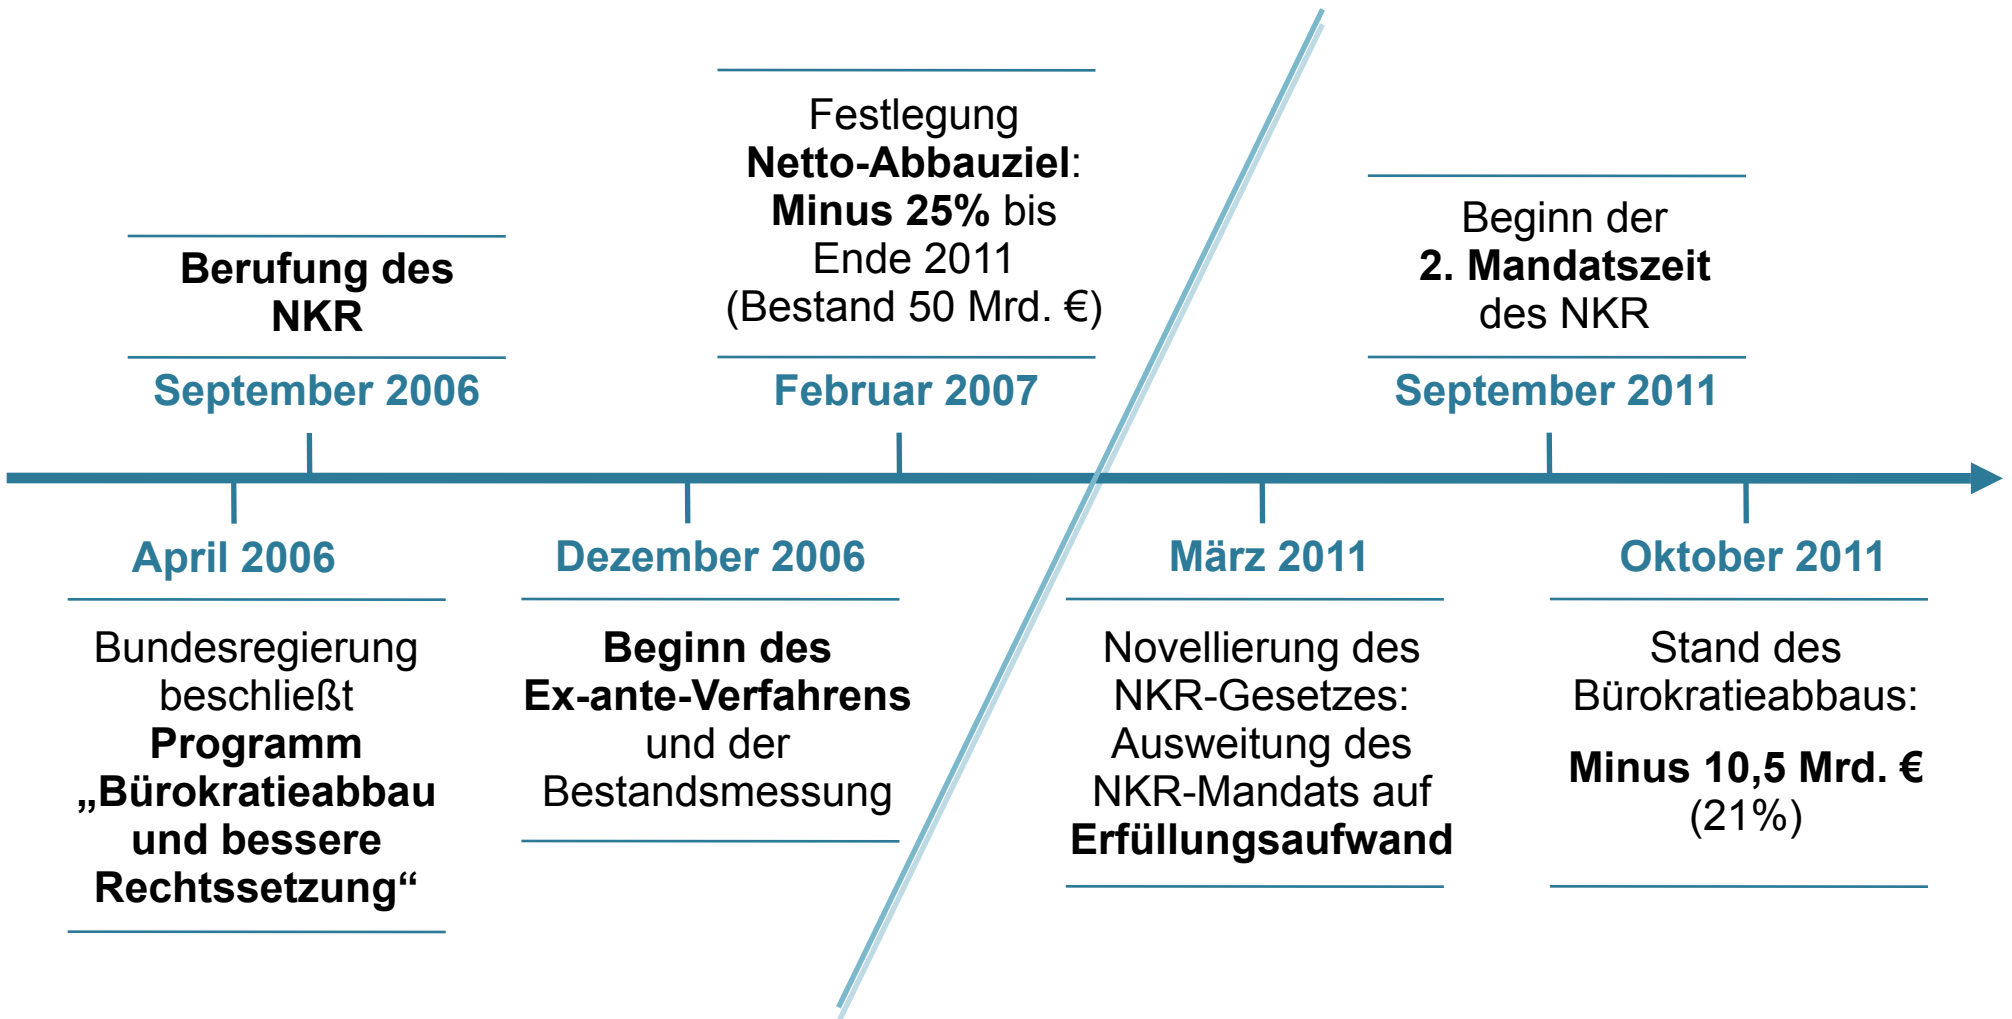 Berufung des
NKR
September 2006
Festlegung
Netto-Abbauziel:
Minus 25% bis
Ende 2011
(Bestand 50 Mrd. €)
Februar 2007
Beginn der
2. Mandatszeit
des NKR
September 2011
April 2006
Bundesregierung
beschließt
Programm
„Bürokratieabbau
und bessere
Rechtssetzung“
Dezember 2006
Beginn des
Ex-ante-Verfahrens
und der
Bestandsmessung
März 2011
Novellierung des
NKR-Gesetzes:
Ausweitung des
NKR-Mandats auf
Erfüllungsaufwand
Oktober 2011
Stand des
Bürokratieabbaus:
Minus 10,5 Mrd. €
(21%)